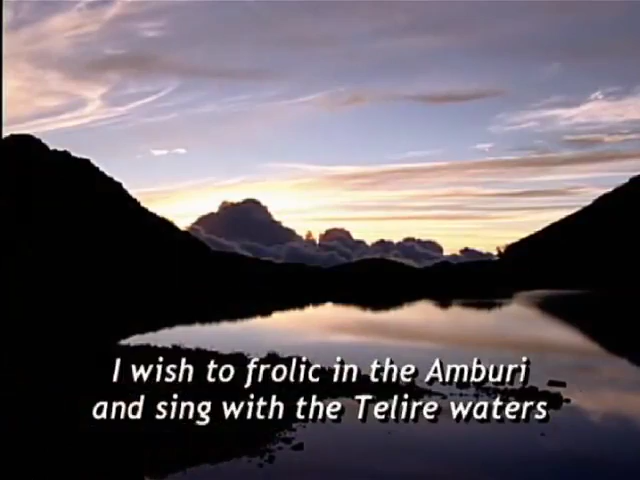 I wish to frolic in the Amburi
and sing with the Telire waters